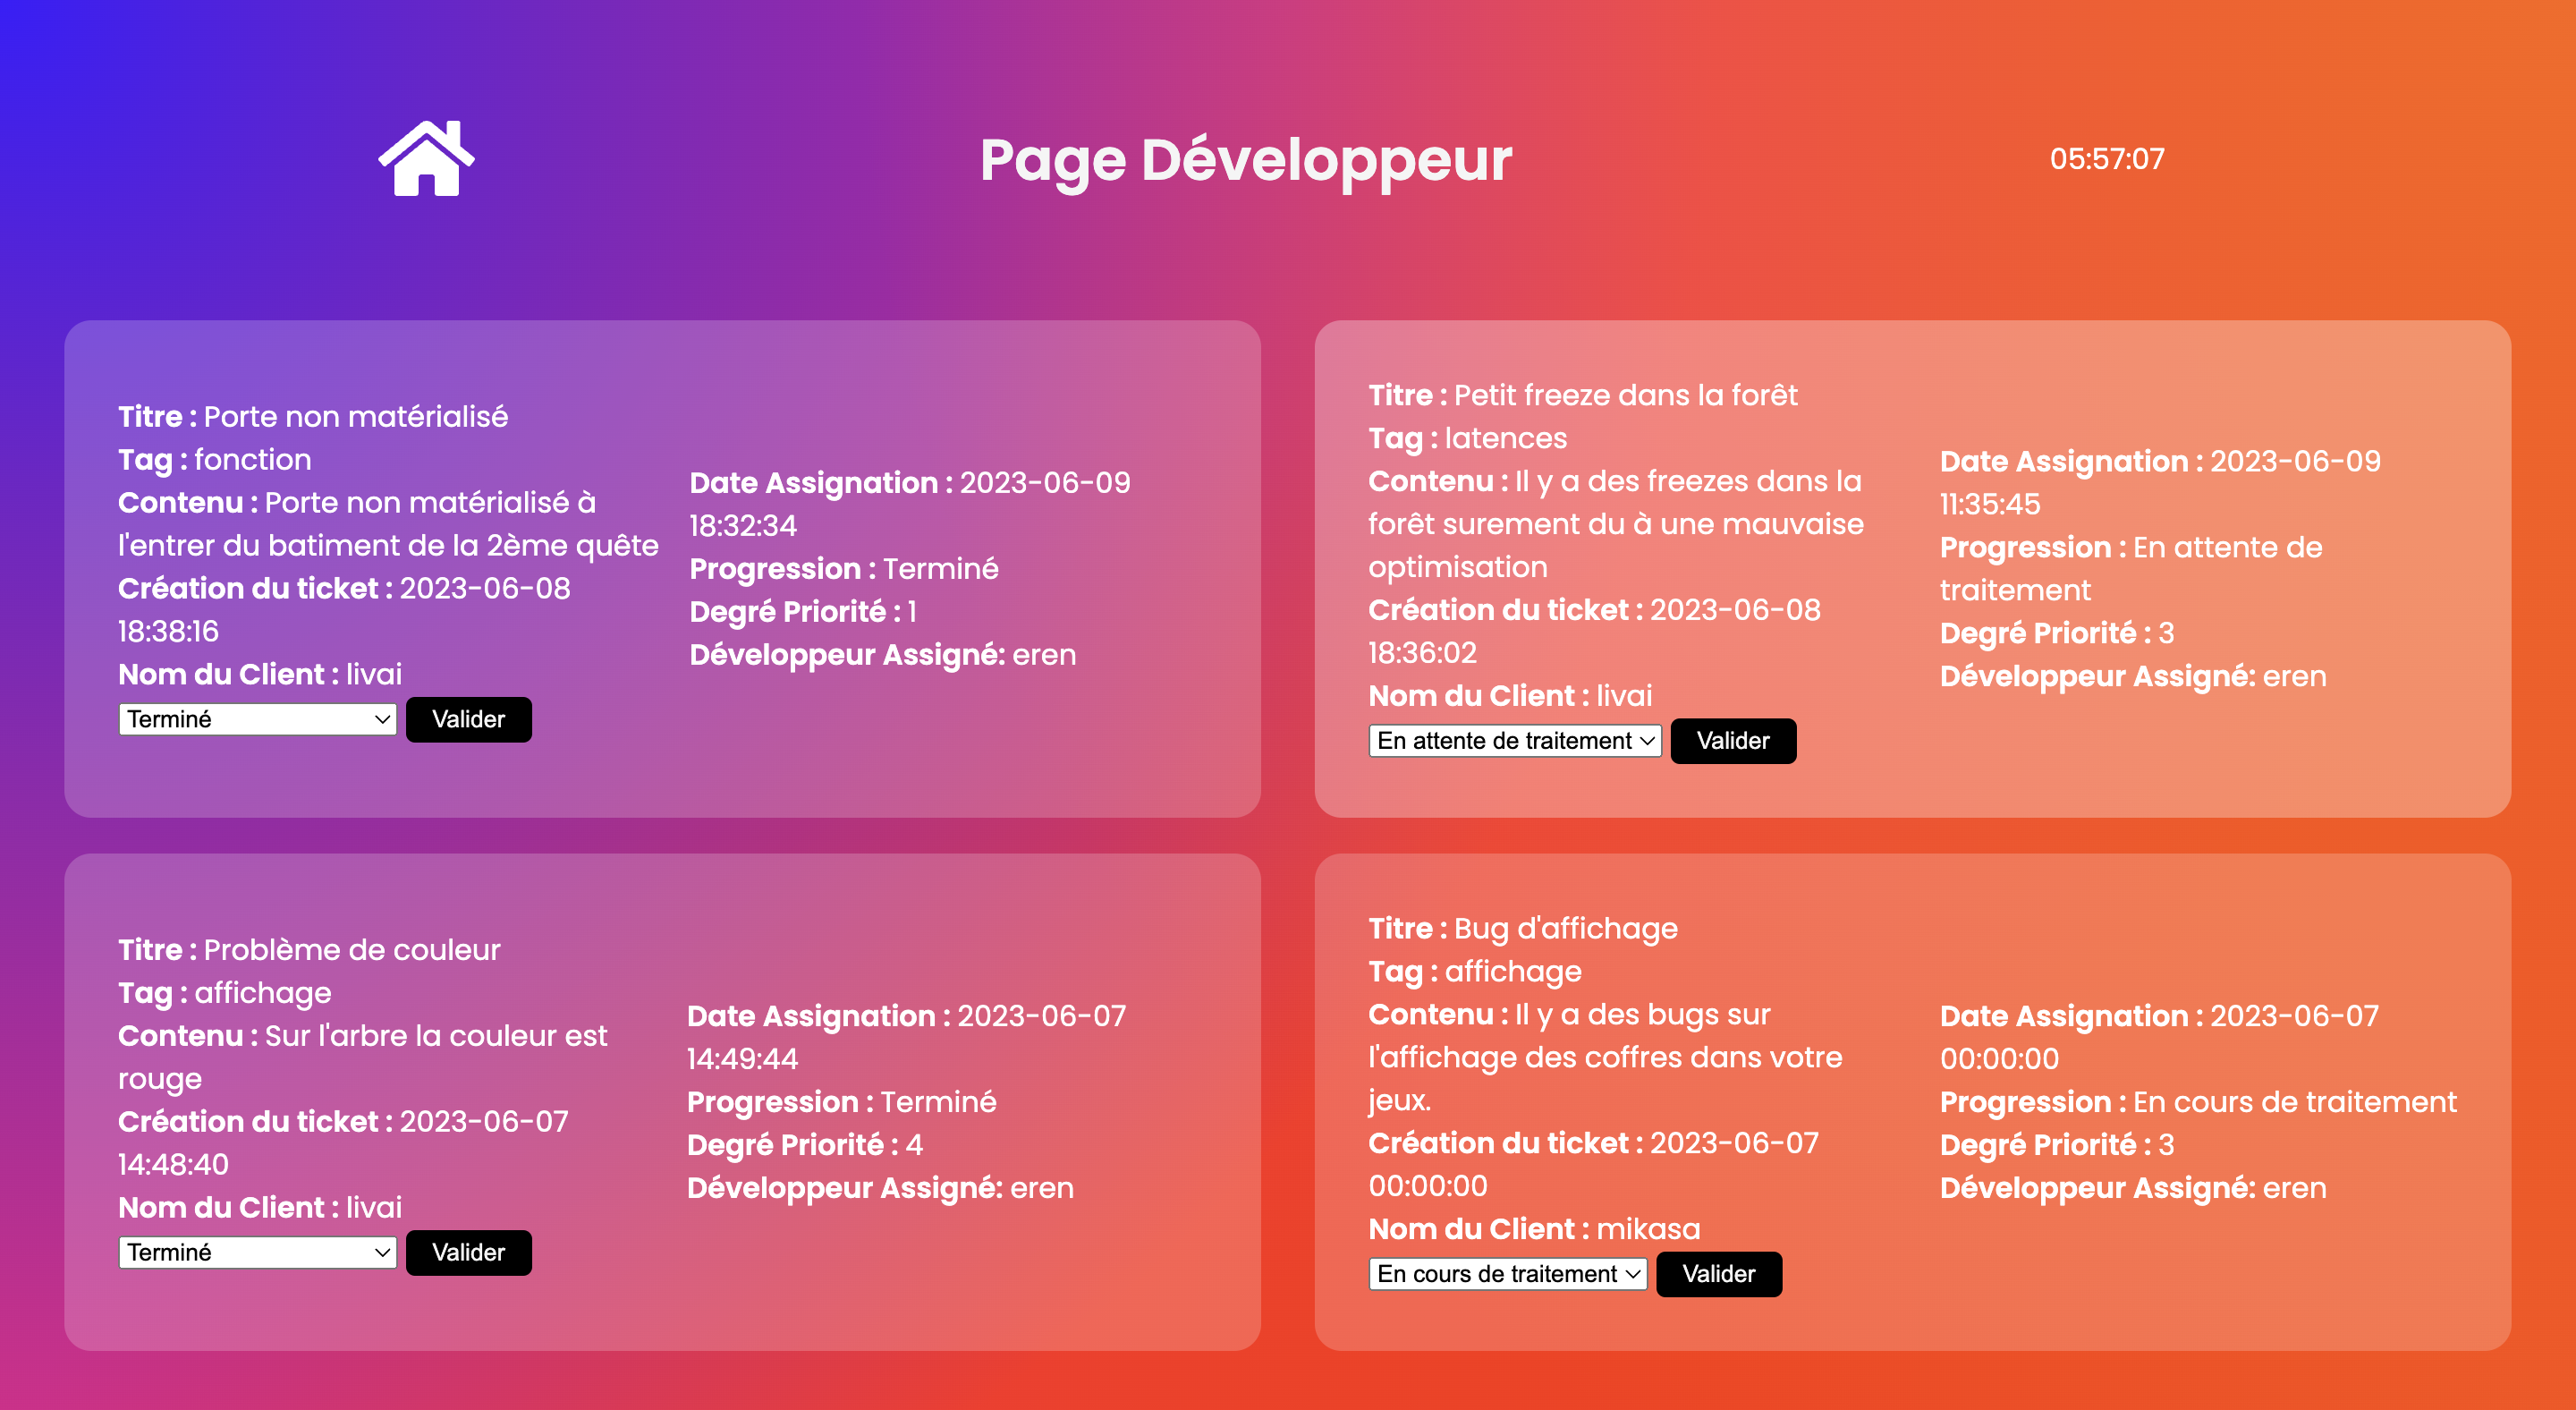 Page Développeur
05:57:07
Titre : Porte non matérialisé
Tag : fonction
Contenu : Porte non matérialisé à
l'entrer du batiment de la 2ème quête
Création du ticket : 2023-06-08
18:38:16
Nom du Client : livai
Terminé
Valider
Date Assignation : 2023-06-09
18:32:34
Progression : Terminé
Degré Priorité : 1
Développeur Assigné: eren
Titre : Petit freeze dans la forêt
Tag : latences
Contenu : Il y a des freezes dans la
forêt surement du à une mauvaise
optimisation
Création du ticket : 2023-06-08
18:36:02
Nom du Client : livai
En attente de traitement
Valider
Date Assignation : 2023-06-09
11:35:45
Progression : En attente de
traitement
Degré Priorité : 3
Développeur Assigné: eren
Titre : Problème de couleur
Tag : affichage
Contenu : Sur l'arbre la couleur est
rouge
Création du ticket : 2023-06-07
14:48:40
Nom du Client : livai
Terminé
Valider
Date Assignation : 2023-06-07
14:49:44
Progression : Terminé
Degré Priorité : 4
Développeur Assigné: eren
Titre : Bug d'affichage
Tag : affichage
Contenu : Il y a des bugs sur
l'affichage des coffres dans votre
jeux.
Création du ticket : 2023-06-07
00:00:00
Nom du Client : mikasa
En cours de traitement
Valider
Date Assignation : 2023-06-07
00:00:00
Progression : En cours de traitement
Degré Priorité : 3
Développeur Assigné: eren